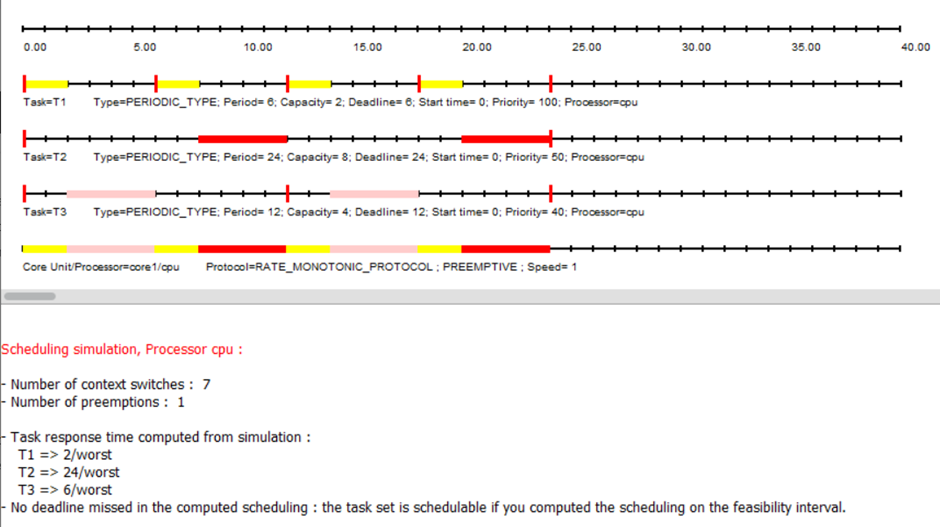 0.00 5.00 10.00 15.00 20.00 25.00 30.00 35.00 40.00
Task=T1 Type=PERIODIC_TYPE; Period= 6; Capacity= 2; Deadline= 6; Start time= 0; Priority= 100; Processor=cpu
Task=T2 Type=PERIODIC_TYPE; Period= 24; Capacity= 8; Deadline= 24; Start time= 0; Priority= 50; Processor=cpu
Task=T3 Type=PERIODIC_TYPE; Period= 12; Capacity= 4; Deadline= 12; Start time= 0; Priority= 40; Processor=cpu
Core Unit/Processor=core1/cpu Protocol=RATE_MONOTONIC_PROTOCOL ; PREEMPTIVE ; Speed= 1
Scheduling simulation, Processor cpu :
- Number of context switches : 7
- Number of preemptions : 1
- Task response time computed from simulation :
T1 => 2/worst
T2 => 24/worst
T3 => 6/worst
- No deadline missed in the computed scheduling : the task set is schedulable if you computed the scheduling on the feasibility interval.